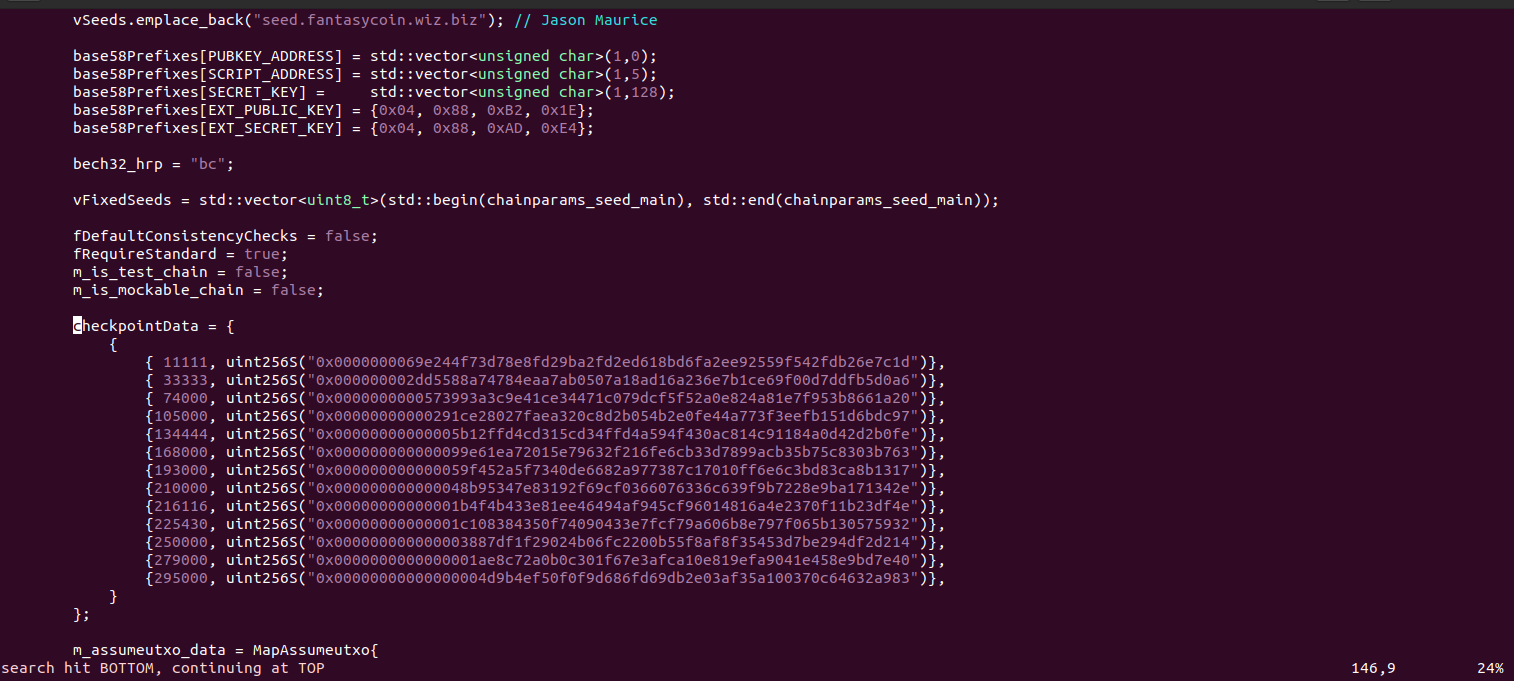 vSeeds.emplace_back("seed.fantasycoin.wiz.biz"); // Jason Maurice
base58Prefixes[PUBKEY_ADDRESS] = std::vector<unsigned char>(1,0);
base58Prefixes[SCRIPT_ADDRESS] = std::vector<unsigned char>(1,5);
base58Prefixes[SECRET_KEY] =     std::vector<unsigned char>(1,128);
base58Prefixes[EXT_PUBLIC_KEY] = {0x04, 0x88, 0xB2, 0x1E};
base58Prefixes[EXT_SECRET_KEY] = {0x04, 0x88, 0xAD, 0xE4};
bech32_hrp = "bc";
vFixedSeeds = std::vector<uint8_t>(std::begin(chainparams_seed_main), std::end(chainparams_seed_main));
fDefaultConsistencyChecks = false;
fRequireStandard = true;
m_is_test_chain = false;
m_is_mockable_chain = false;
checkpointData = {
{
{ 11111, uint256S("0x0000000069e244f73d78e8fd29ba2fd2ed618bd6fa2ee92559f542fdb26e7c1d")},
{ 33333, uint256S("0x000000002dd5588a74784eaa7ab0507a18ad16a236e7b1ce69f00d7ddfb5d0a6")},
{ 74000, uint256S("0x0000000000573993a3c9e41ce34471c079dcf5f52a0e824a81e7f953b8661a20")},
{105000, uint256S("0x00000000000291ce28027faea320c8d2b054b2e0fe44a773f3eefb151d6bdc97")},
{134444, uint256S("0x00000000000005b12ffd4cd315cd34ffd4a594f430ac814c91184a0d42d2b0fe")},
{168000, uint256S("0x000000000000099e61ea72015e79632f216fe6cb33d7899acb35b75c8303b763")},
{193000, uint256S("0x000000000000059f452a5f7340de6682a977387c17010ff6e6c3bd83ca8b1317")},
{210000, uint256S("0x000000000000048b95347e83192f69cf0366076336c639f9b7228e9ba171342e")},
{216116, uint256S("0x00000000000001b4f4b433e81ee46494af945cf96014816a4e2370f11b23df4e")},
{225430, uint256S("0x00000000000001c108384350f74090433e7fcf79a606b8e797f065b130575932")},
{250000, uint256S("0x000000000000003887df1f29024b06fc2200b55f8af8f35453d7be294df2d214")},
{279000, uint256S("0x0000000000000001ae8c72a0b0c301f67e3afca10e819efa9041e458e9bd7e40")},
{295000, uint256S("0x00000000000000004d9b4ef50f0f9d686fd69db2e03af35a100370c64632a983")},
}
};
m_assumeutxo_data = MapAssumeutxo{
search hit BOTTOM, continuing at TOP 146,9 24%